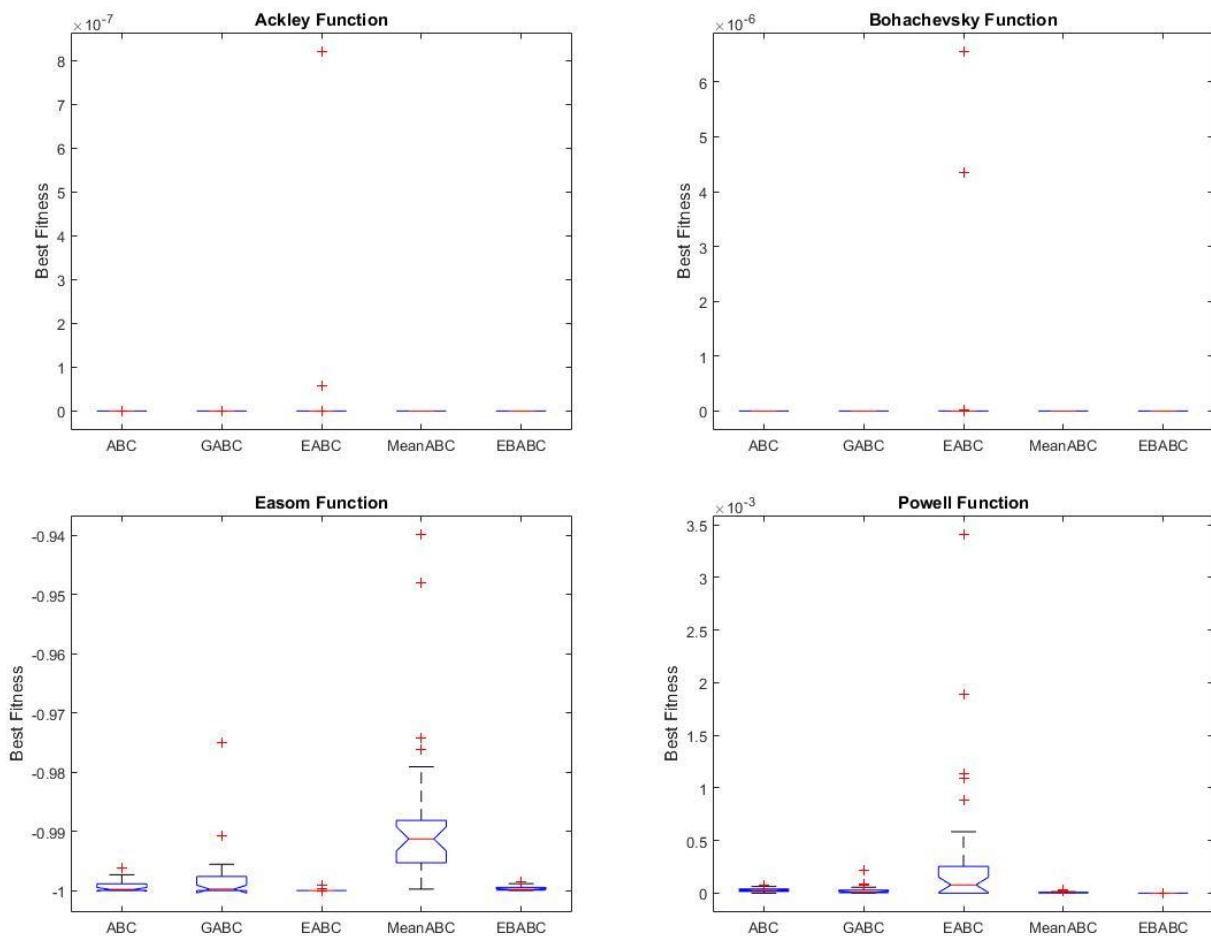 Ackley Function
×10-7
8
7
6
5
4
3
2
1
0
Best Fitness
ABC GABC EABC MeanABC EBABC
Bohachevsky Function
×10-6
6
5
4
3
2
1
0
Best Fitness
ABC GABC EABC MeanABC EBABC
Easom Function
-0.94
-0.95
-0.96
-0.97
-0.98
-0.99
-1
Best Fitness
ABC GABC EABC MeanABC EBABC
Powell Function
×10-3
3.5
3
2.5
2
1.5
1
0.5
0
Best Fitness
ABC GABC EABC MeanABC EBABC